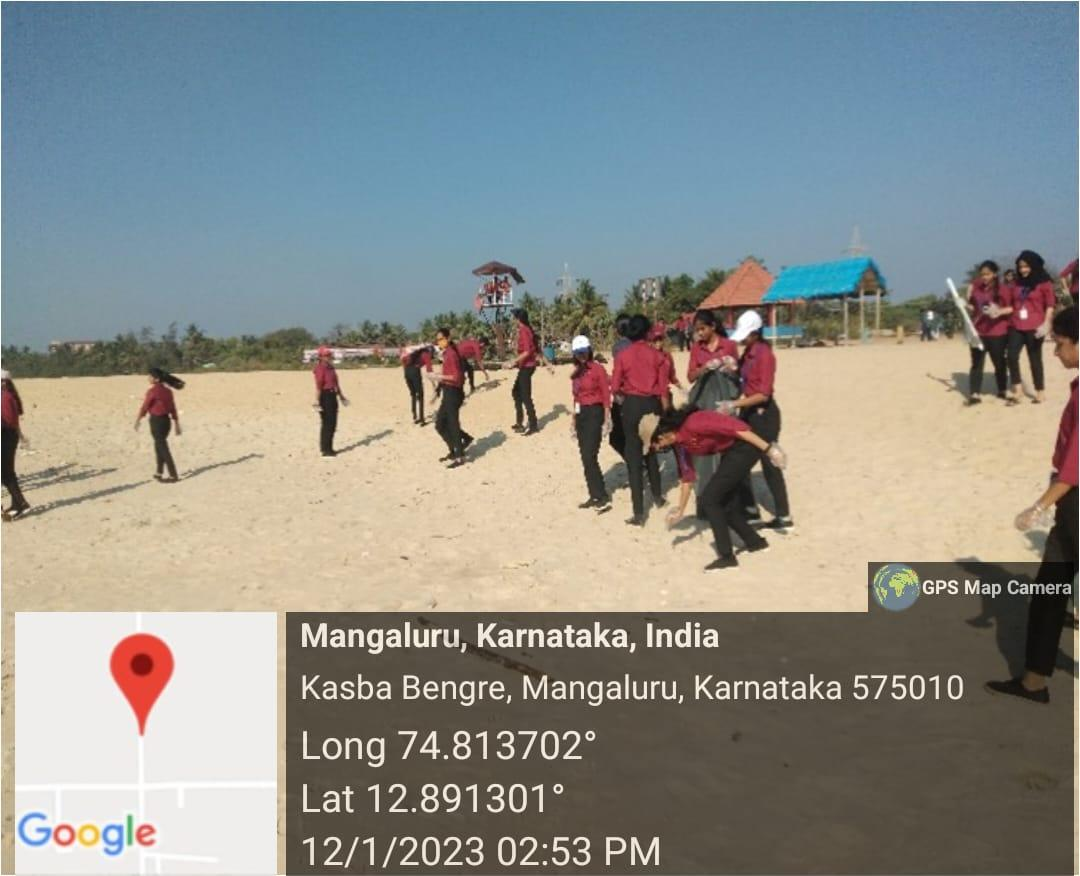 GPS Map Camera
Mangaluru, Karnataka, India
Kasba Bengre, Mangaluru, Karnataka 575010
Long 74.813702°
Lat 12.891301°
12/1/2023 02:53 PM
Google